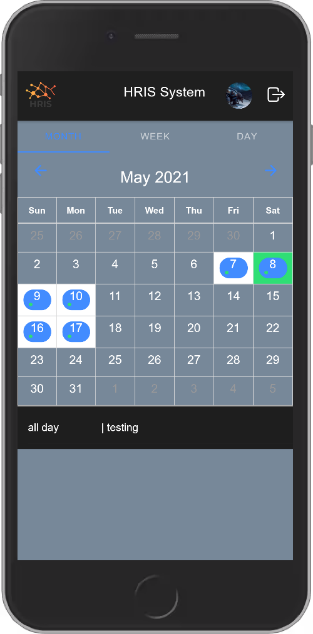 HRIS
HRIS System
MONTH WEEK DAY
May 2021
Sun Mon Tue Wed Thu Fri Sat
25 26 27 28 29 30 1
2 3 4 5 6 7 8
9 10 11 12 13 14 15
16 17 18 19 20 21 22
23 24 25 26 27 28 29
30 31 1 2 3 4 5
all day | testing